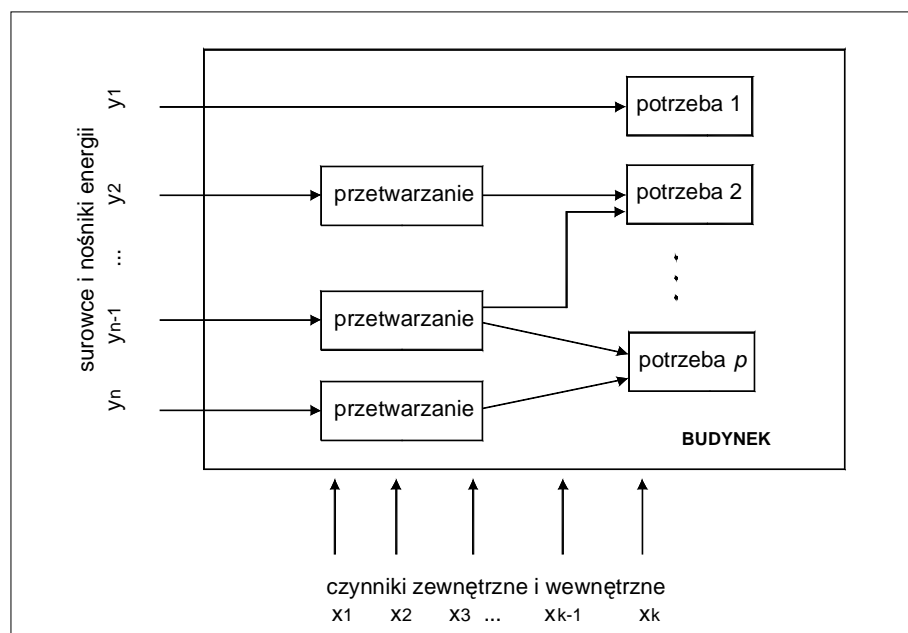 surowce i nośniki energii
y1
y2
...
yn-1
yn
potrzeba 1
przetwarzanie
potrzeba 2
przetwarzanie
potrzeba p
przetwarzanie
BUDYNEK
czynniki zewnętrzne i wewnętrzne
x1 x2 x3 ... xk-1 xk